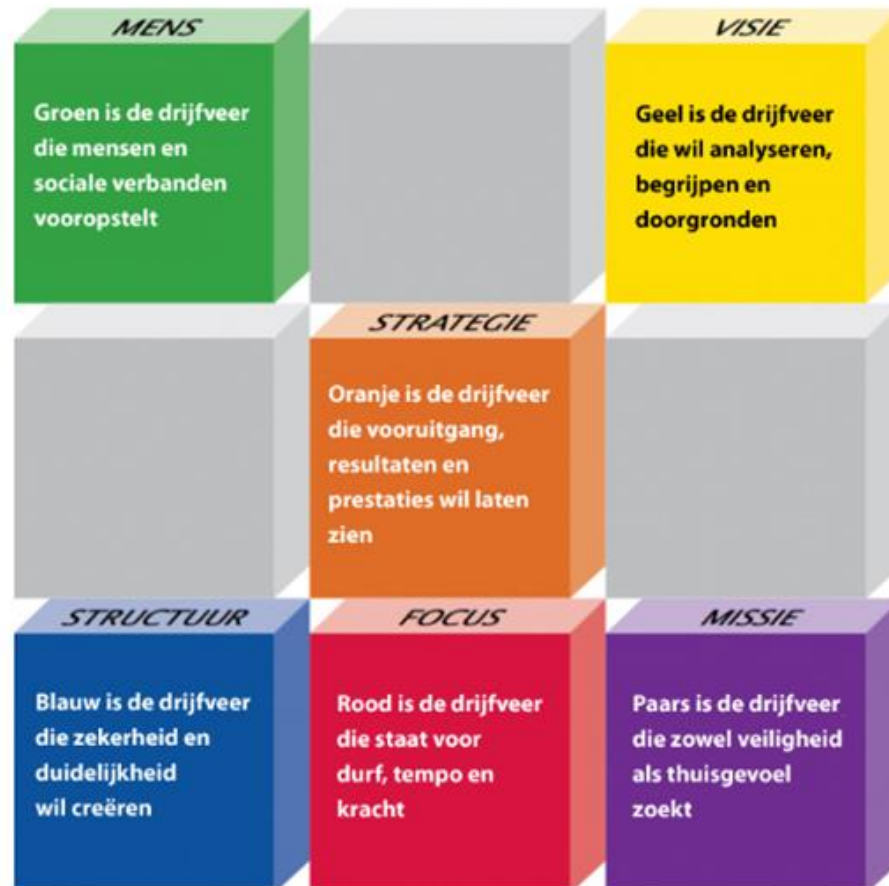 MENS
Groen is de drijfveer
die mensen en
sociale verbanden
vooropstelt
VISIE
Geel is de drijfveer
die wil analyseren,
begrijpen en
doorgronden
STRATEGIE
Oranje is de drijfveer
die vooruitgang,
resultaten en
prestaties wil laten
zien
STRUCTUUR
Blauw is de drijfveer
die zekerheid en
duidelijkheid
wil creëren
FOCUS
Rood is de drijfveer
die staat voor
durf, tempo en
kracht
MISSIE
Paars is de drijfveer
die zowel veiligheid
als thuisgevoel
zoekt